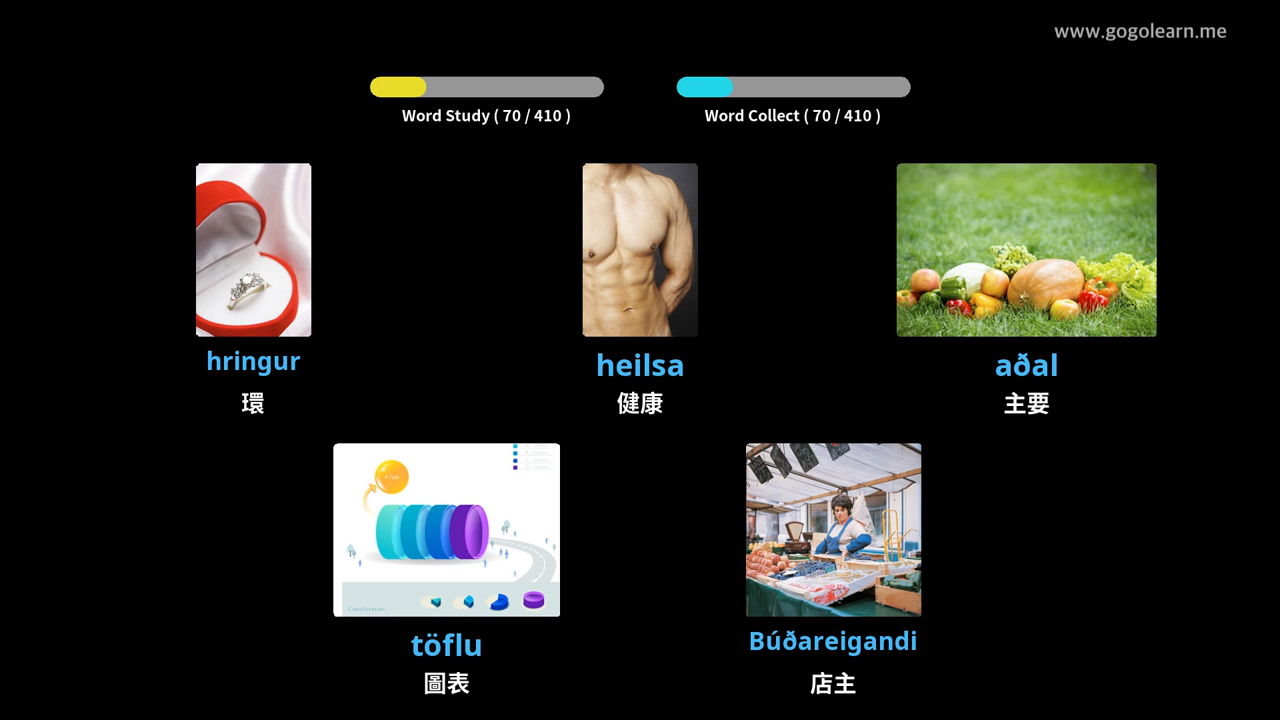 www.gogolearn.me
Word Study ( 70 / 410 )
Word Collect ( 70 / 410 )
hringur
環
heilsa
健康
aðal
主要
Classification
töflu
圖表
Búðareigandi
店主